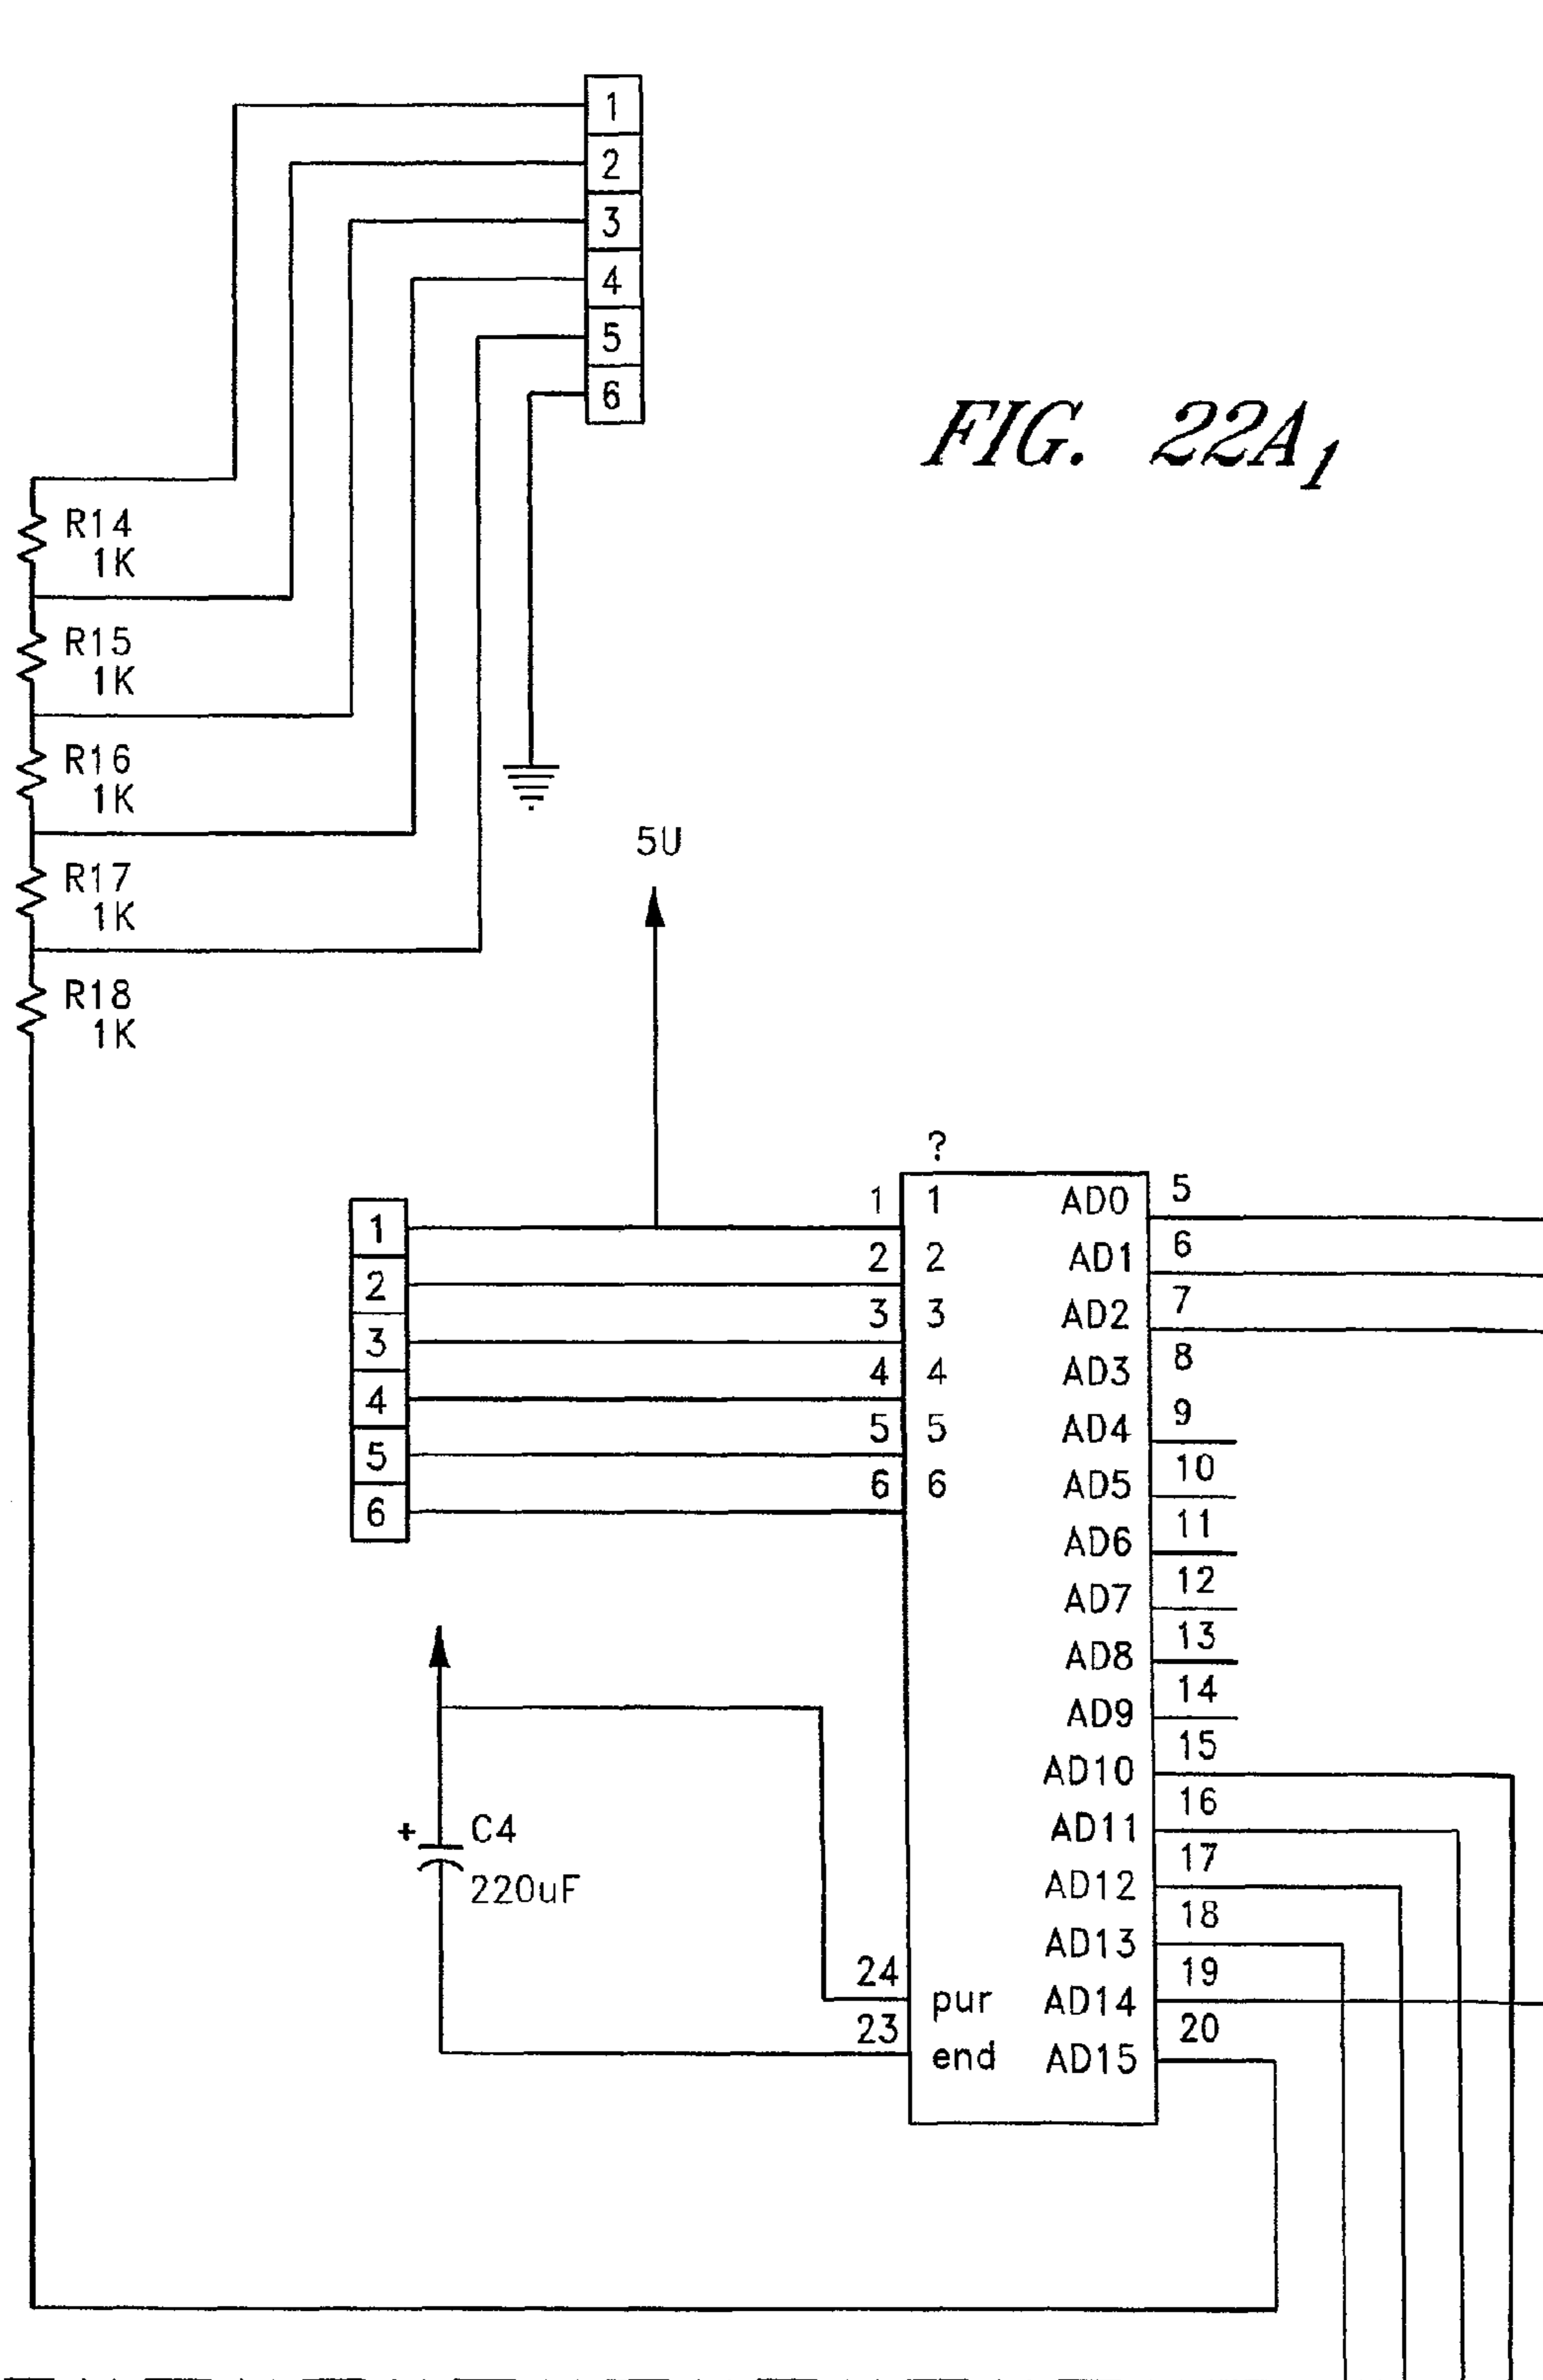 1
2
3
4
5
6
FIG. 22A1
R14
1K
R15
1K
R16
1K
R17
1K
R18
1K
5U
?
1
2
3
4
5
6
1 1 AD0 5
2 2 AD1 6
3 3 AD2 7
4 4 AD3 8
5 5 AD4 9
6 6 AD5 10
AD6 11
AD7 12
AD8 13
AD9 14
AD10 15
AD11 16
AD12 17
AD13 18
24 pur AD14 19
23 end AD15 20
+ C4
220uF